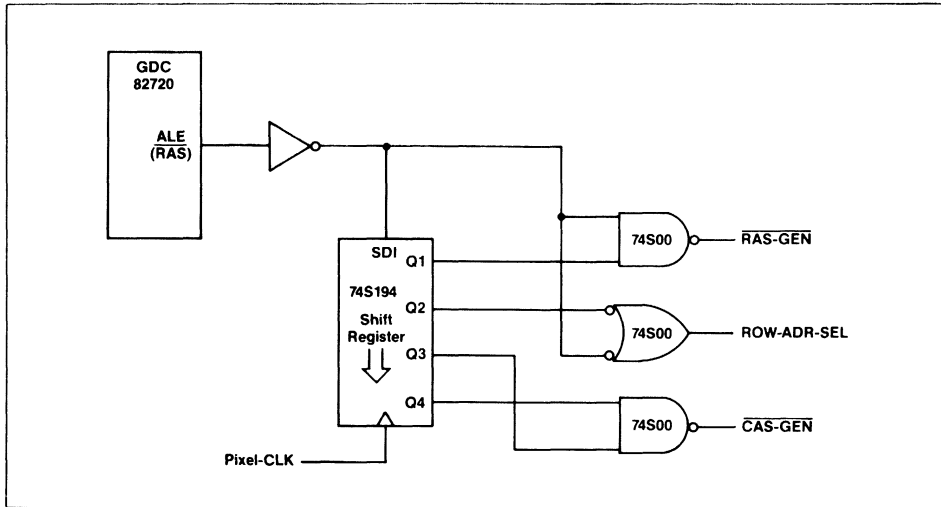 GDC
82720
ALE
(RAS)
SDI
Q1
74S194
Q2
Shift
Register
Q3
Q4
Pixel-CLK
74S00
RAS-GEN
74S00
ROW-ADR-SEL
74S00
CAS-GEN